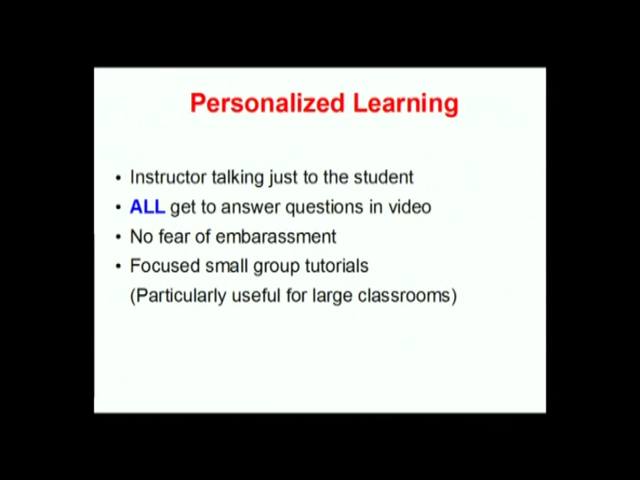 Personalized Learning
• Instructor talking just to the student
• ALL get to answer questions in video
• No fear of embarassment
• Focused small group tutorials
(Particularly useful for large classrooms)